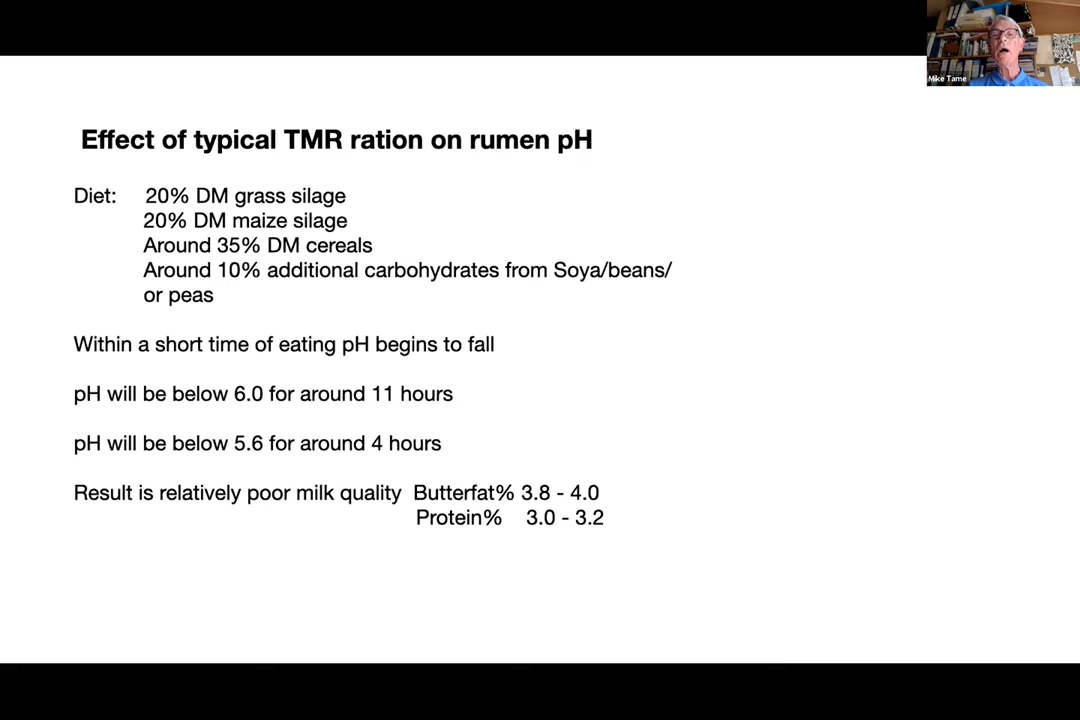 Mike Tame
Effect of typical TMR ration on rumen pH
Diet: 20% DM grass silage
20% DM maize silage
Around 35% DM cereals
Around 10% additional carbohydrates from Soya/beans/
or peas
Within a short time of eating pH begins to fall
pH will be below 6.0 for around 11 hours
pH will be below 5.6 for around 4 hours
Result is relatively poor milk quality Butterfat% 3.8 - 4.0
Protein% 3.0 - 3.2